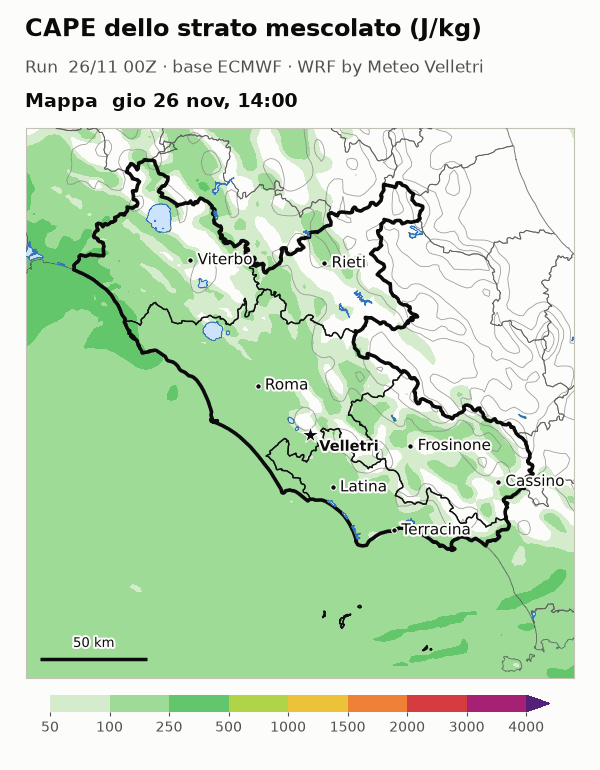 CAPE dello strato mescolato (J/kg)
Run  26/11 00Z · base ECMWF · WRF by Meteo Velletri
Mappa  gio 26 nov, 14:00
Viterbo
Rieti
Roma
Velletri
Frosinone
Cassino
Latina
Terracina
50 km
50 100 250 500 1000 1500 2000 3000 4000